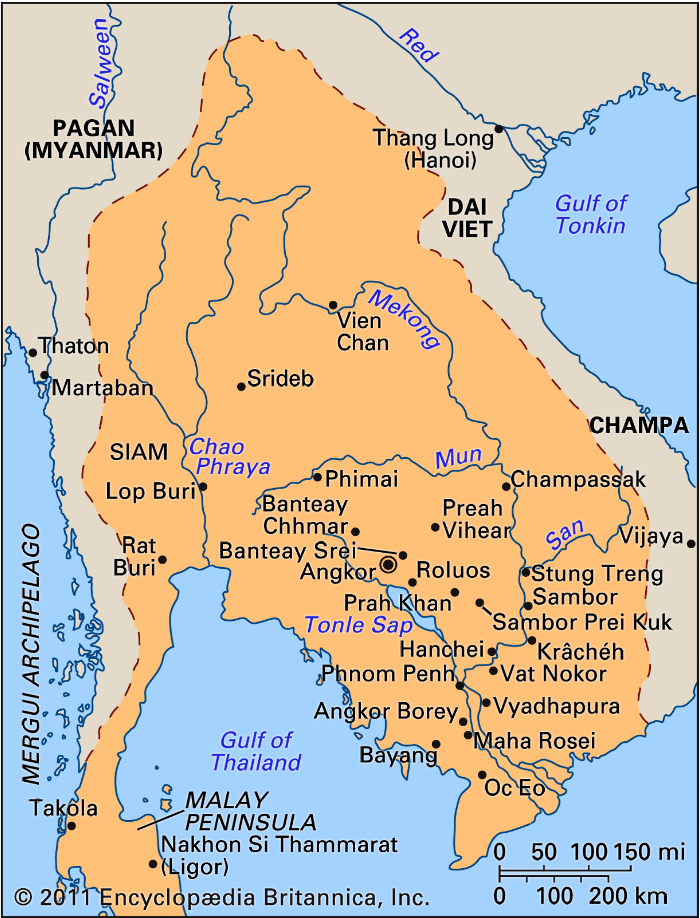 Salween
Red
PAGAN
(MYANMAR)
Thang Long
(Hanoi)
DAI
VIET
Gulf of
Tonkin
Mekong
Vien
Chan
Thaton
Martaban
Srideb
CHAMPA
SIAM
Chao
Phraya
Mun
Lop Buri
Phimai
Champassak
Banteay
Chhmar
Preah
Vihear
San
Vijaya
Rat
Buri
Banteay Srei
Angkor
Roluos
Stung Treng
Prah Khan
Sambor
Sambor Prei Kuk
Tonle Sap
MERGUI ARCHIPELAGO
Hanchei
Krâchéh
Phnom Penh
Vat Nokor
Angkor Borey
Vyadhapura
Gulf of
Thailand
Bayang
Maha Rosei
Oc Eo
Takola
MALAY
PENINSULA
Nakhon Si Thammarat
(Ligor)
0 50 100 150 mi
0 100 200 km
© 2011 Encyclopædia Britannica, Inc.